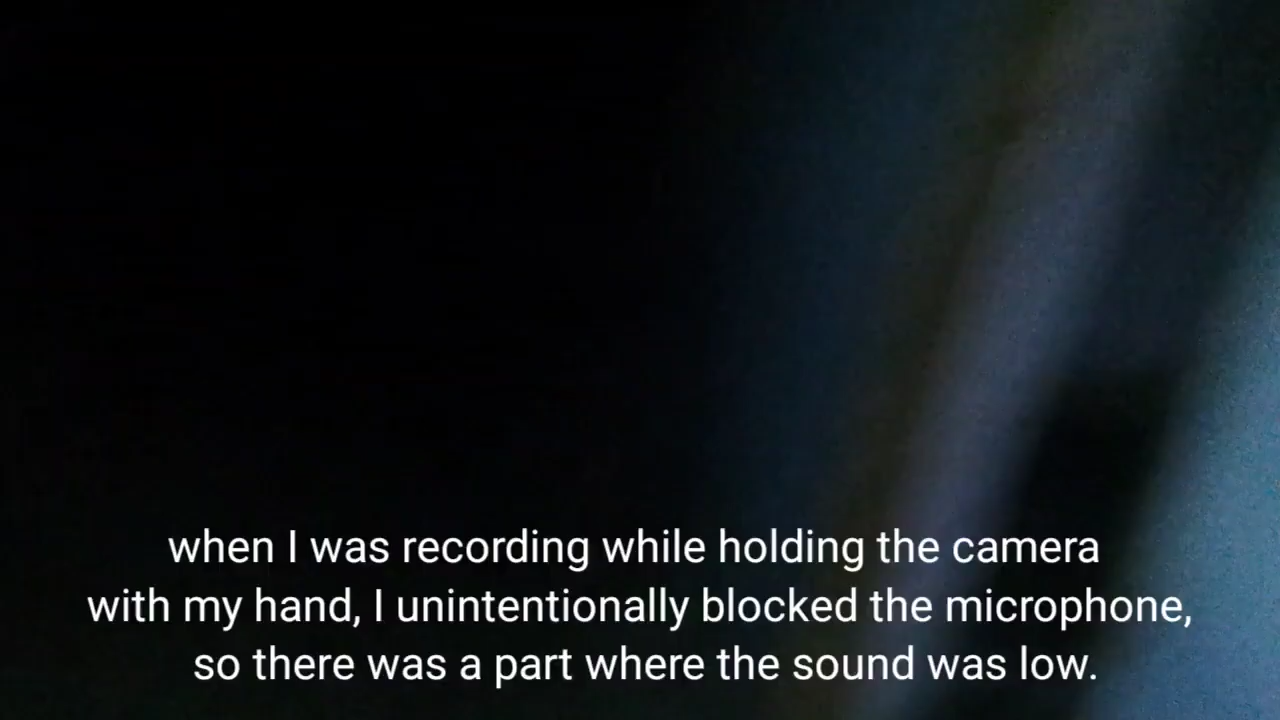 when I was recording while holding the camera
with my hand, I unintentionally blocked the microphone,
so there was a part where the sound was low.